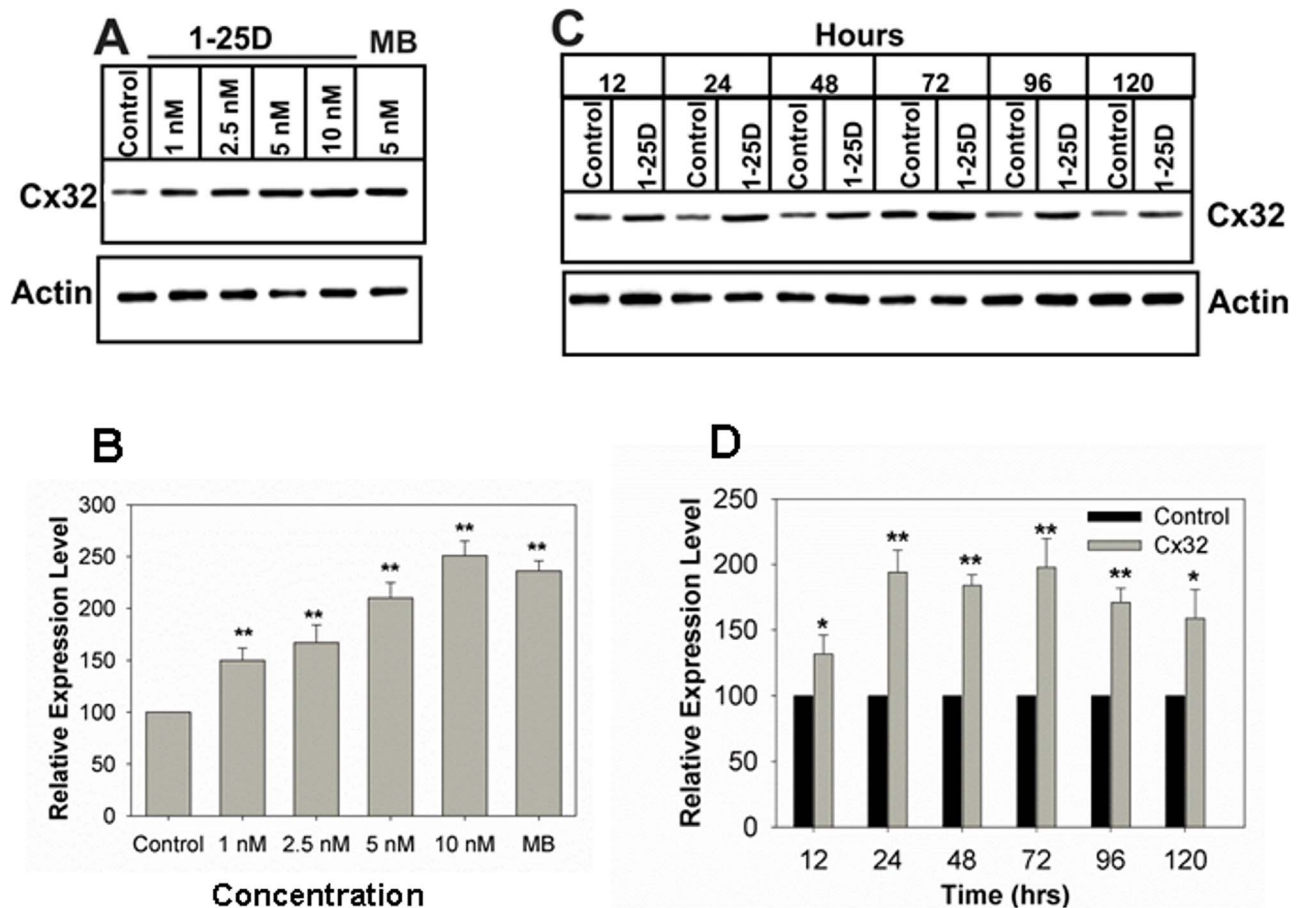 A
1-25D MB
Control 1 nM 2.5 nM 5 nM 10 nM 5 nM
Cx32
Actin
C
Hours
12 24 48 72 96 120
Control 1-25D Control 1-25D Control 1-25D Control 1-25D Control 1-25D Control 1-25D
Cx32
Actin
B
Relative Expression Level
300
250
200
150
100
50
0
** ** ** ** **
Control 1 nM 2.5 nM 5 nM 10 nM MB
Concentration
D
Relative Expression Level
250
200
150
100
50
0
Control
Cx32
* ** ** ** ** *
12 24 48 72 96 120
Time (hrs)